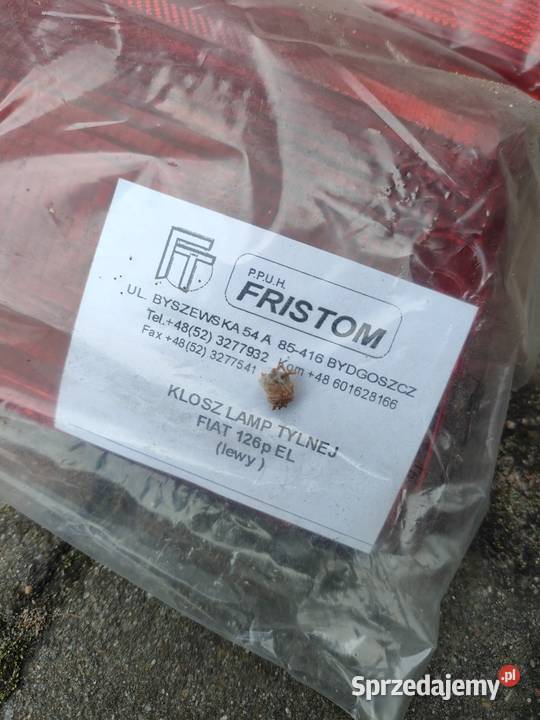 FT
P.P.U.H.
FRISTOM
UL. BYSZEWSKA 54 A 85-416 BYDGOSZCZ
Tel.+48(52) 3277932 Kom +48 601628166
Fax +48(52) 3277541
KLOSZ LAMP TYLNEJ
FIAT 126p EL
(lewy )
Sprzedajemy.pl